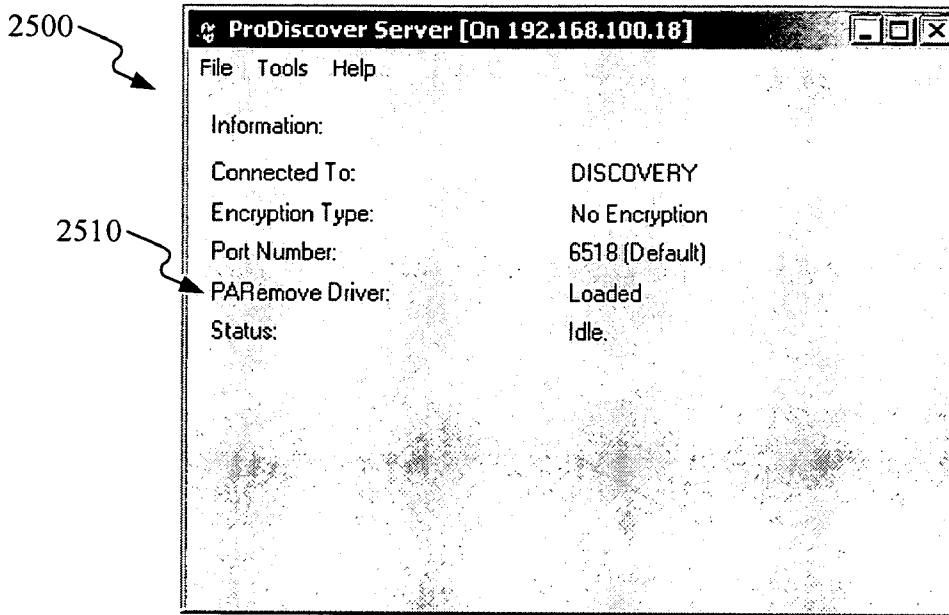 2500
ProDiscover Server [On 192.168.100.18]
File Tools Help
Information:
Connected To: DISCOVERY
Encryption Type: No Encryption
2510
Port Number: 6518 (Default)
PARemove Driver: Loaded
Status: Idle.